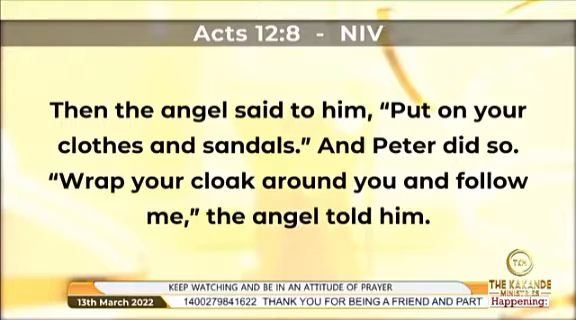 Acts 12:8 - NIV
Then the angel said to him, “Put on your
clothes and sandals.” And Peter did so.
“Wrap your cloak around you and follow
me,” the angel told him.
TKM
THE KAKANDE
MINISTRIES
KEEP WATCHING AND BE IN AN ATTITUDE OF PRAYER
13th March 2022
1400279841622 THANK YOU FOR BEING A FRIEND AND PART
Happening: